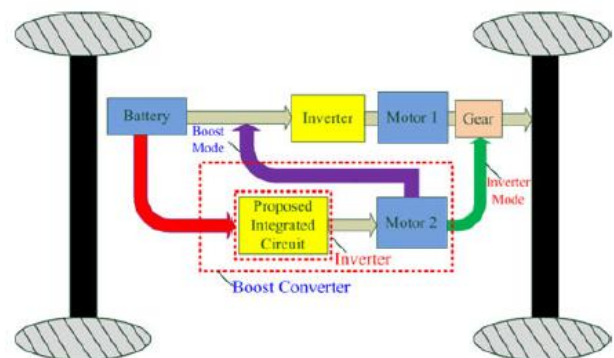 Battery
Inverter
Motor 1
Gear
Boost
Mode
Inverter
Mode
Proposed
Integrated
Circuit
Motor 2
Inverter
Boost Converter